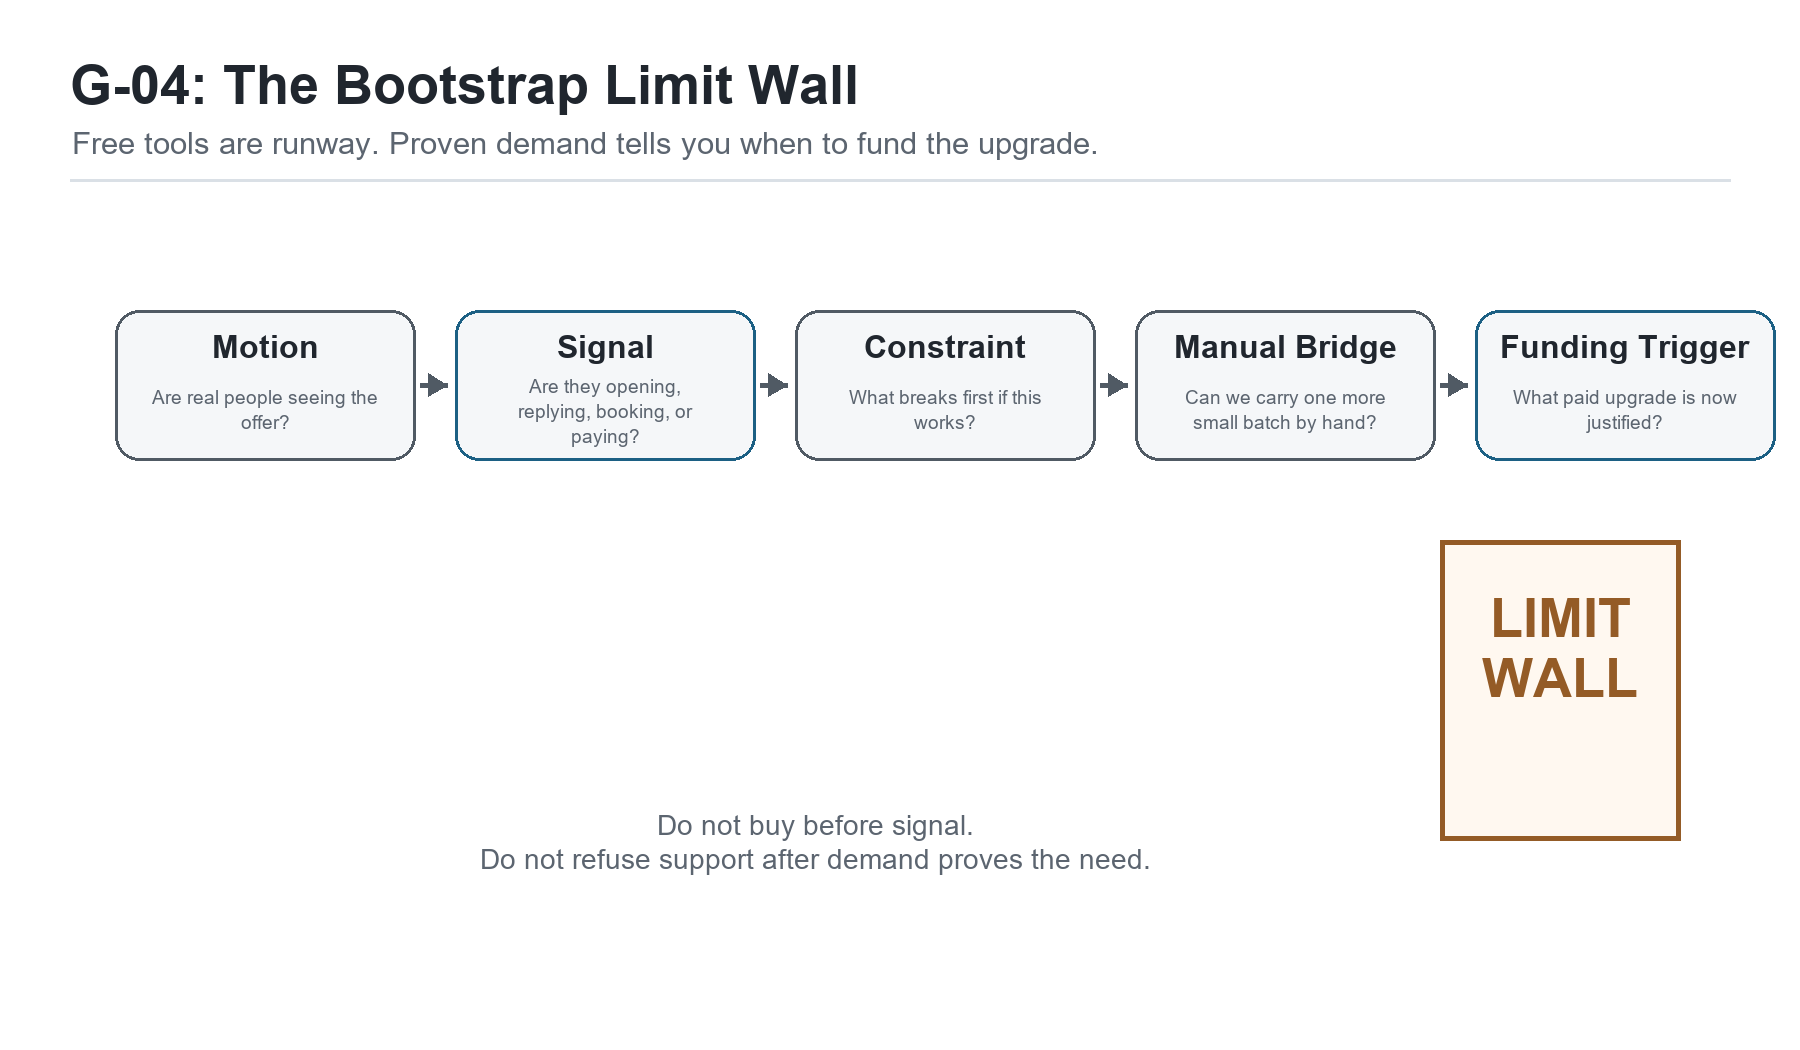 G-04: The Bootstrap Limit Wall
Free tools are runway. Proven demand tells you when to fund the upgrade.
Motion
Are real people seeing the
offer?
Signal
Are they opening,
replying, booking, or
paying?
Constraint
What breaks first if this
works?
Manual Bridge
Can we carry one more
small batch by hand?
Funding Trigger
What paid upgrade is now
justified?
LIMIT
WALL
Do not buy before signal.
Do not refuse support after demand proves the need.